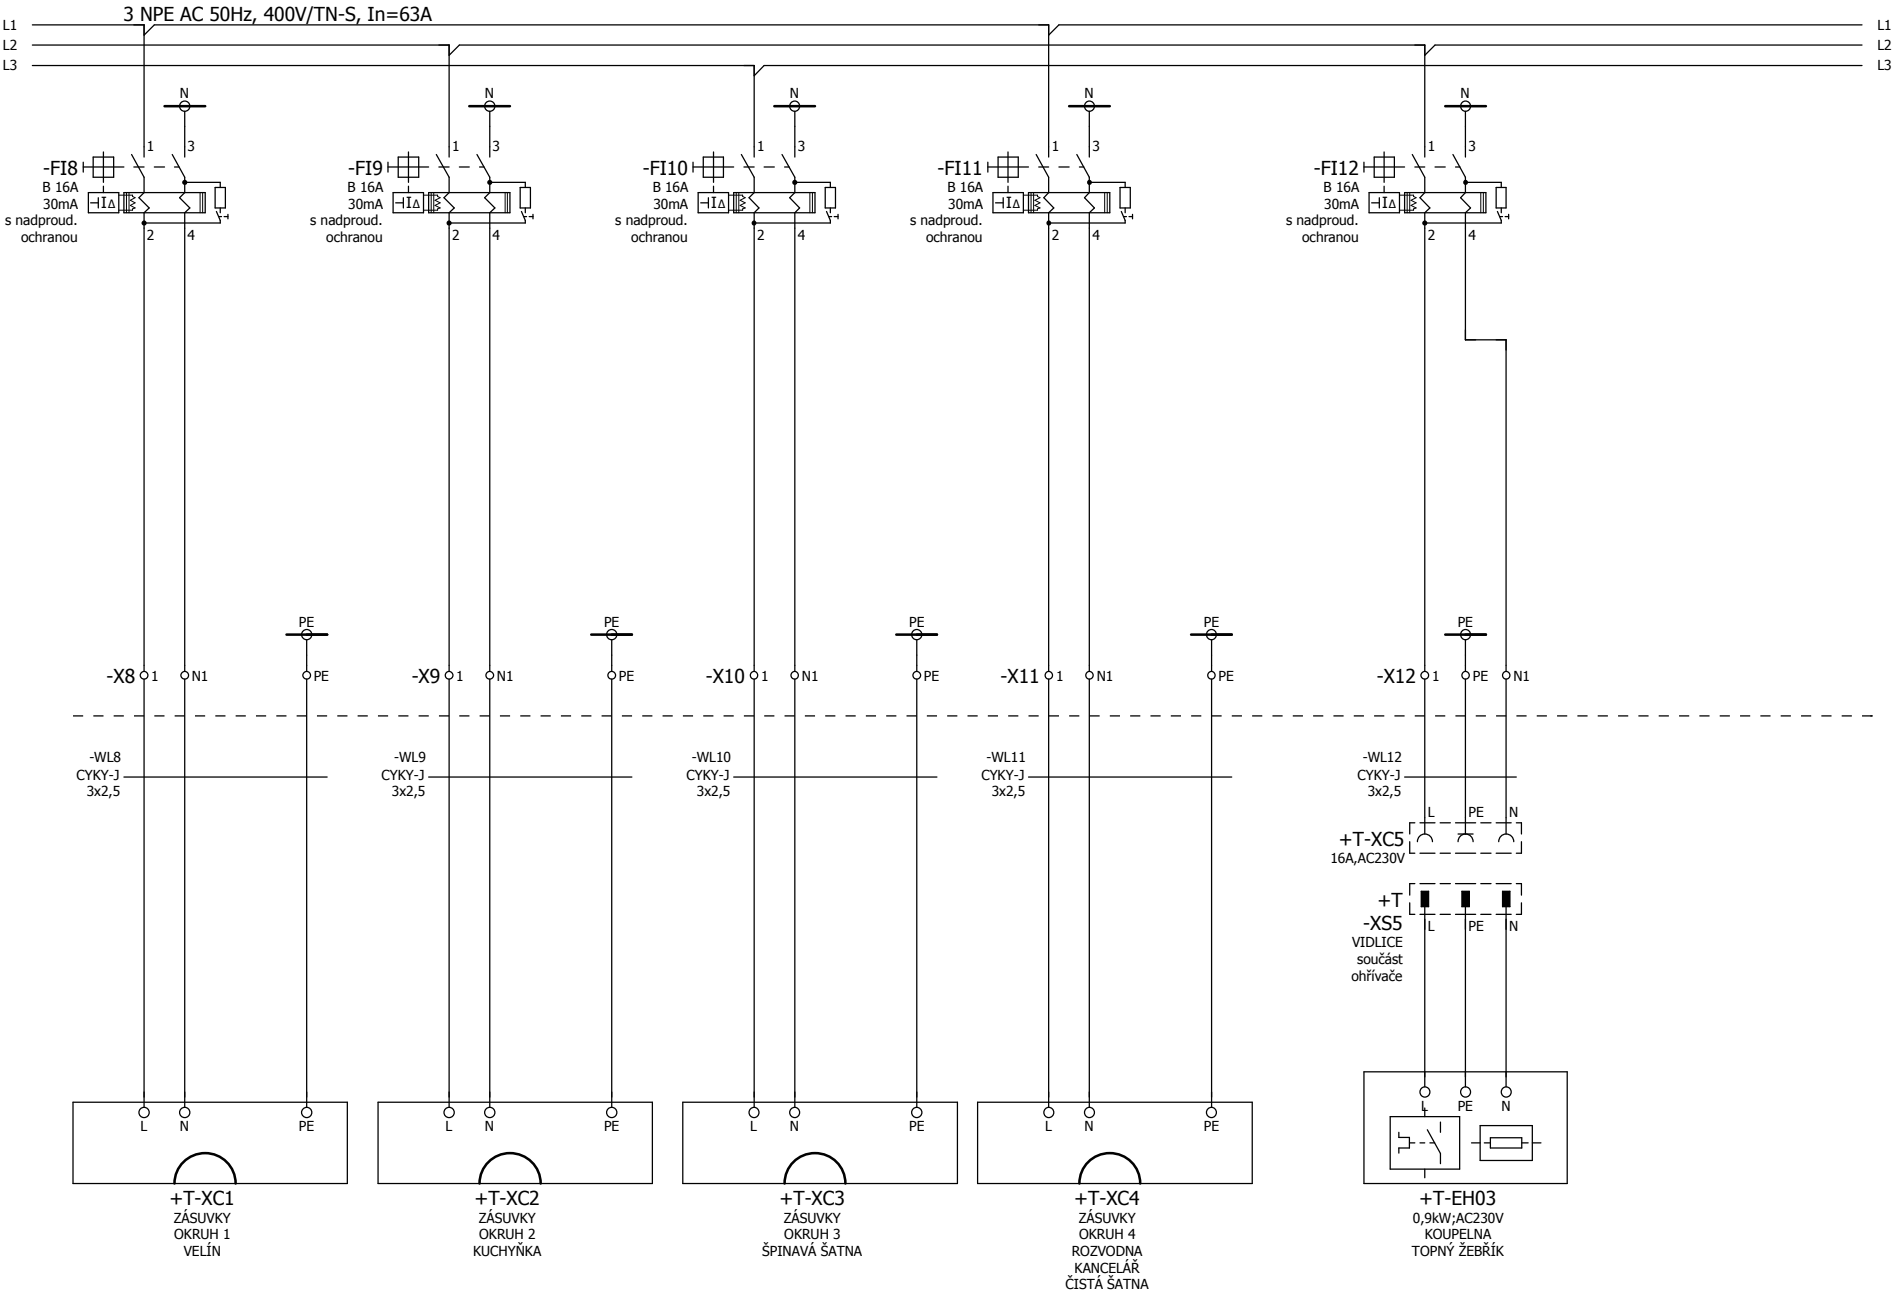 3 NPE AC 50Hz, 400V/TN-S, In=63A
L1 L1
L2 L2
L3 L3
N N N N N
1 3 1 3 1 3 1 3 1 3
-FI8
B 16A
30mA
s nadproud.
ochranou
-FI9
B 16A
30mA
s nadproud.
ochranou
-FI10
B 16A
30mA
s nadproud.
ochranou
-FI11
B 16A
30mA
s nadproud.
ochranou
-FI12
B 16A
30mA
s nadproud.
ochranou
I∆ I∆ I∆ I∆ I∆
2 4 2 4 2 4 2 4 2 4
PE PE PE PE PE
-X8 1 N1 PE
-X9 1 N1 PE
-X10 1 N1 PE
-X11 1 N1 PE
-X12 1 PE N1
-WL8
CYKY-J
3x2,5
-WL9
CYKY-J
3x2,5
-WL10
CYKY-J
3x2,5
-WL11
CYKY-J
3x2,5
-WL12
CYKY-J
3x2,5
L PE N
+T-XC5
16A,AC230V
+T
-XS5
VIDLICE
součást
ohřívače
L PE N
L N PE
+T-XC1
ZÁSUVKY
OKRUH 1
VELÍN
L N PE
+T-XC2
ZÁSUVKY
OKRUH 2
KUCHYŇKA
L N PE
+T-XC3
ZÁSUVKY
OKRUH 3
ŠPINAVÁ ŠATNA
L N PE
+T-XC4
ZÁSUVKY
OKRUH 4
ROZVODNA
KANCELÁŘ
ČISTÁ ŠATNA
L PE N
+T-EH03
0,9kW;AC230V
KOUPELNA
TOPNÝ ŽEBŘÍK